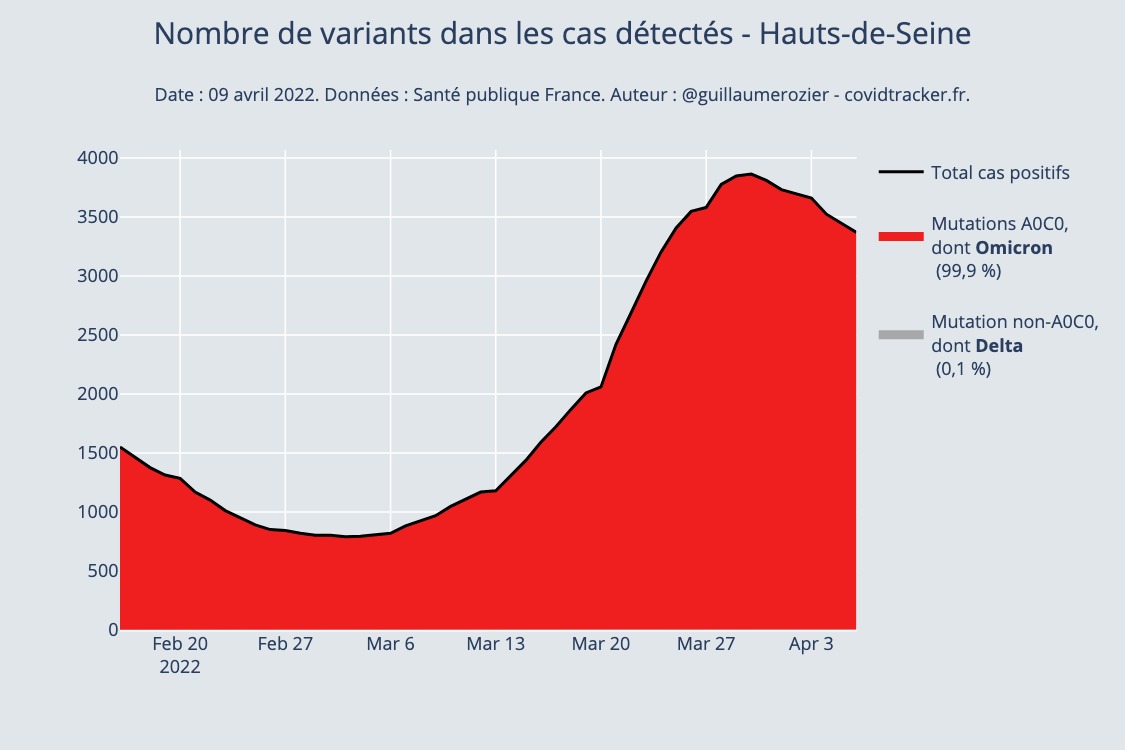 Nombre de variants dans les cas détectés - Hauts-de-Seine
Date : 09 avril 2022. Données : Santé publique France. Auteur : @guillaumerozier - covidtracker.fr.
4000
3500
3000
2500
2000
1500
1000
500
0
Feb 20
2022
Feb 27
Mar 6
Mar 13
Mar 20
Mar 27
Apr 3
Total cas positifs
Mutations A0C0,
dont Omicron
(99,9 %)
Mutation non-A0C0,
dont Delta
(0,1 %)